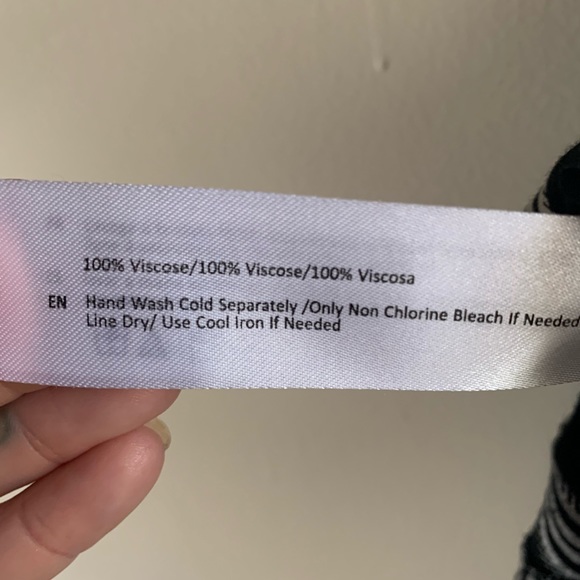 100% Viscose/100% Viscose/100% Viscosa
EN Hand Wash Cold Separately /Only Non Chlorine Bleach If Needed
Line Dry/ Use Cool Iron If Needed